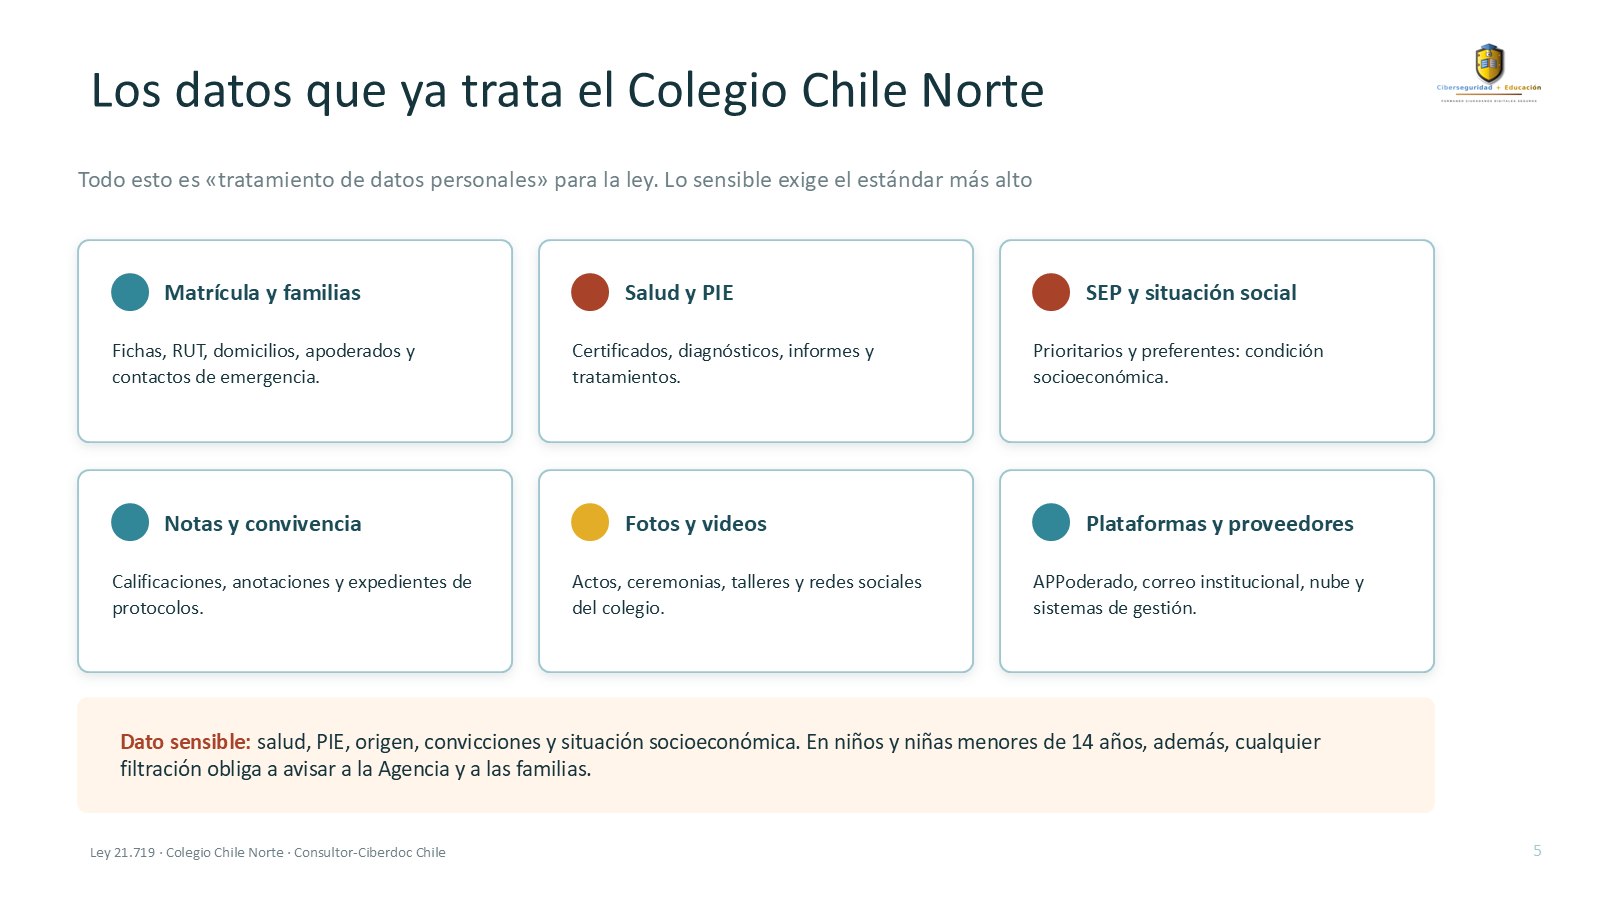 Los datos que ya trata el Colegio Chile Norte
Ciberseguridad + Educación
FORMANDO CIUDADANOS DIGITALES SEGUROS
Todo esto es «tratamiento de datos personales» para la ley. Lo sensible exige el estándar más alto
Matrícula y familias
Fichas, RUT, domicilios, apoderados y
contactos de emergencia.
Salud y PIE
Certificados, diagnósticos, informes y
tratamientos.
SEP y situación social
Prioritarios y preferentes: condición
socioeconómica.
Notas y convivencia
Calificaciones, anotaciones y expedientes de
protocolos.
Fotos y videos
Actos, ceremonias, talleres y redes sociales
del colegio.
Plataformas y proveedores
APPoderado, correo institucional, nube y
sistemas de gestión.
Dato sensible: salud, PIE, origen, convicciones y situación socioeconómica. En niños y niñas menores de 14 años, además, cualquier
filtración obliga a avisar a la Agencia y a las familias.
Ley 21.719 · Colegio Chile Norte · Consultor-Ciberdoc Chile
5